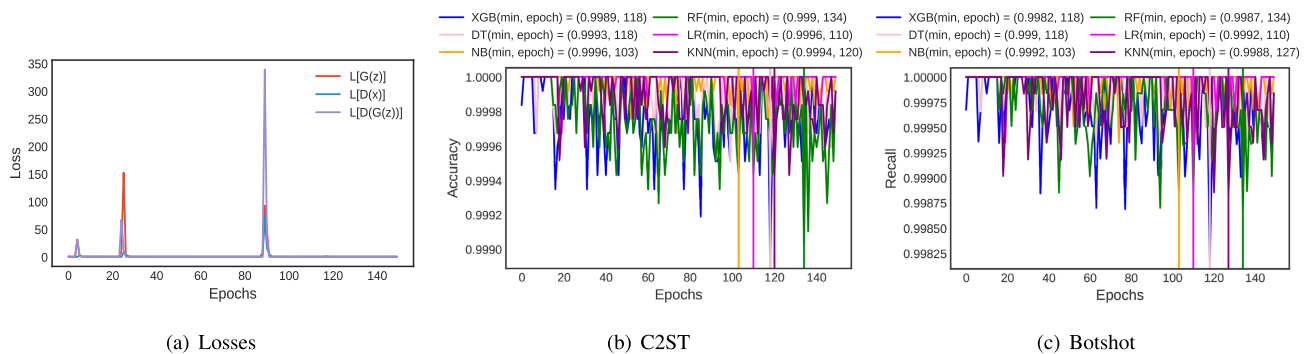 XGB(min, epoch) = (0.9989, 118)
RF(min, epoch) = (0.999, 134)
DT(min, epoch) = (0.9993, 118)
LR(min, epoch) = (0.9996, 110)
NB(min, epoch) = (0.9996, 103)
KNN(min, epoch) = (0.9994, 120)
XGB(min, epoch) = (0.9982, 118)
RF(min, epoch) = (0.9987, 134)
DT(min, epoch) = (0.999, 118)
LR(min, epoch) = (0.9992, 110)
NB(min, epoch) = (0.9992, 103)
KNN(min, epoch) = (0.9988, 127)
350
300
250
200
150
100
50
0
Loss
L[G(z)]
L[D(x)]
L[D(G(z))]
0 20 40 60 80 100 120 140
Epochs
1.0000
0.9998
0.9996
0.9994
0.9992
0.9990
Accuracy
0 20 40 60 80 100 120 140
Epochs
1.00000
0.99975
0.99950
0.99925
0.99900
0.99875
0.99850
0.99825
Recall
0 20 40 60 80 100 120 140
Epochs
(a) Losses
(b) C2ST
(c) Botshot